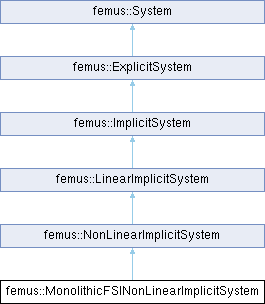 femus::System
femus::ExplicitSystem
femus::ImplicitSystem
femus::LinearImplicitSystem
femus::NonLinearImplicitSystem
femus::MonolithicFSINonLinearImplicitSystem